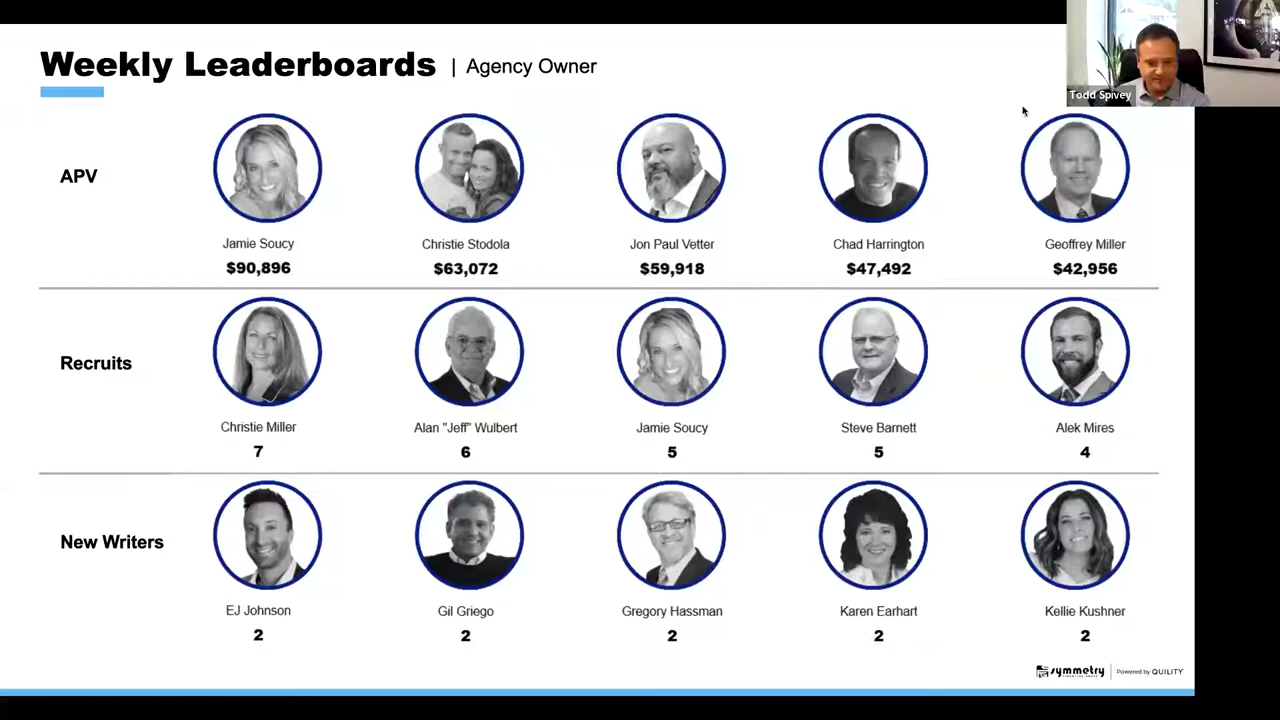 Weekly Leaderboards | Agency Owner
Todd Spivey
APV
Jamie Soucy
Christie Stodola
Jon Paul Vetter
Chad Harrington
Geoffrey Miller
$90,896
$63,072
$59,918
$47,492
$42,956
Recruits
Christie Miller
Alan "Jeff" Wulbert
Jamie Soucy
Steve Barnett
Alek Mires
7
6
5
5
4
New Writers
EJ Johnson
Gil Griego
Gregory Hassman
Karen Earhart
Kellie Kushner
2
2
2
2
2
symmetry
Powered by QUILITY